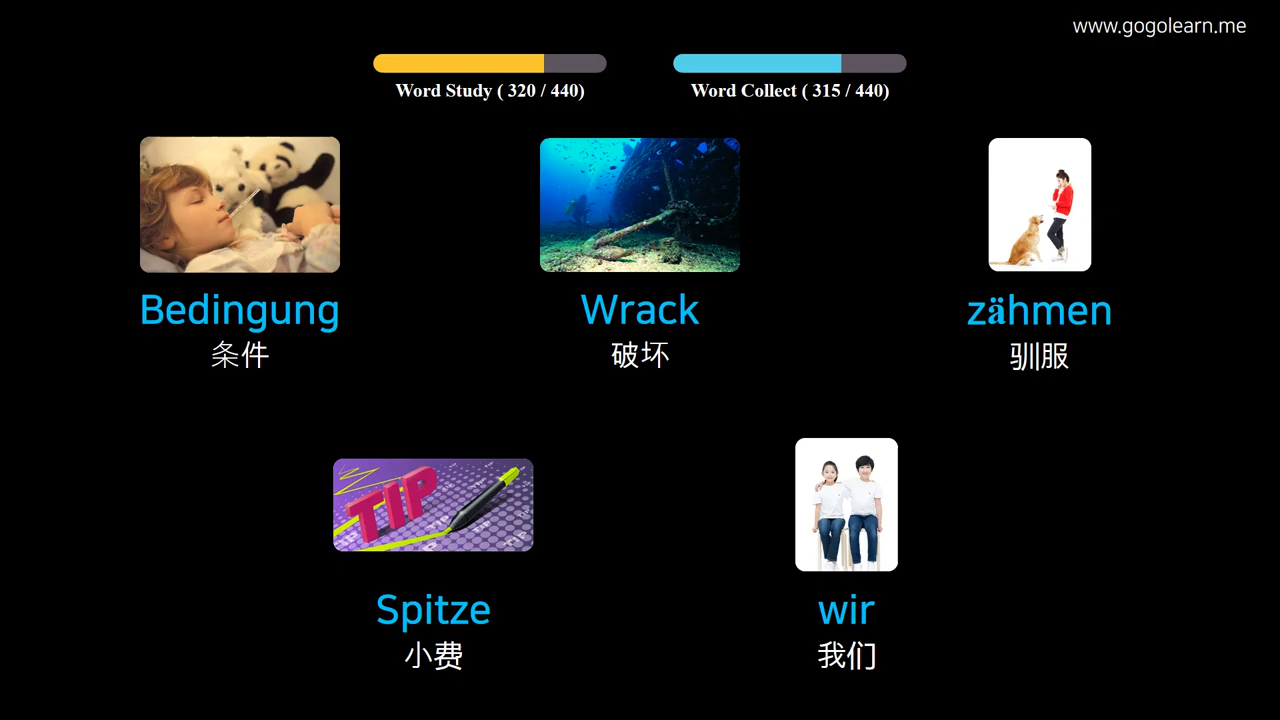 www.gogolearn.me
Word Study ( 320 / 440)
Word Collect ( 315 / 440)
Bedingung
条件
Wrack
破坏
zähmen
驯服
TIP
Spitze
小费
wir
我们